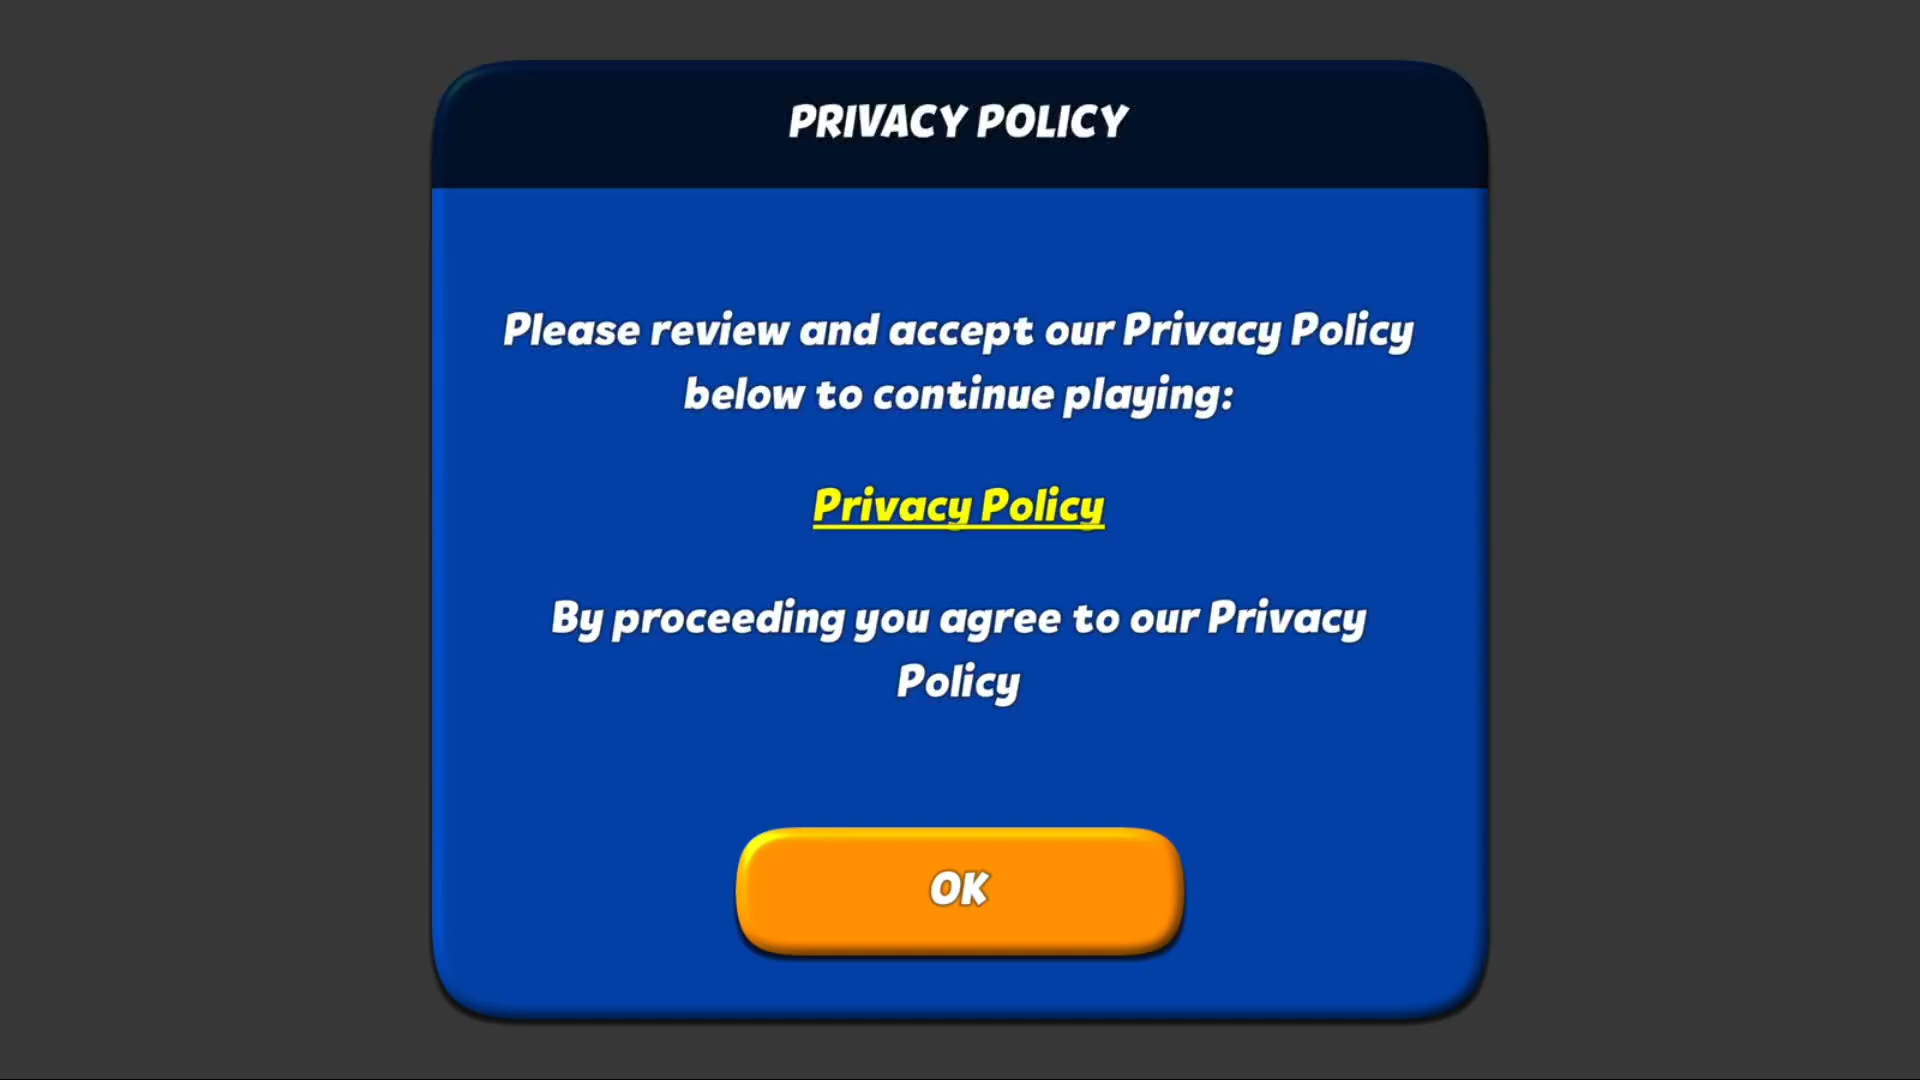 PRIVACY POLICY
Please review and accept our Privacy Policy
below to continue playing:
Privacy Policy
By proceeding you agree to our Privacy
Policy
OK